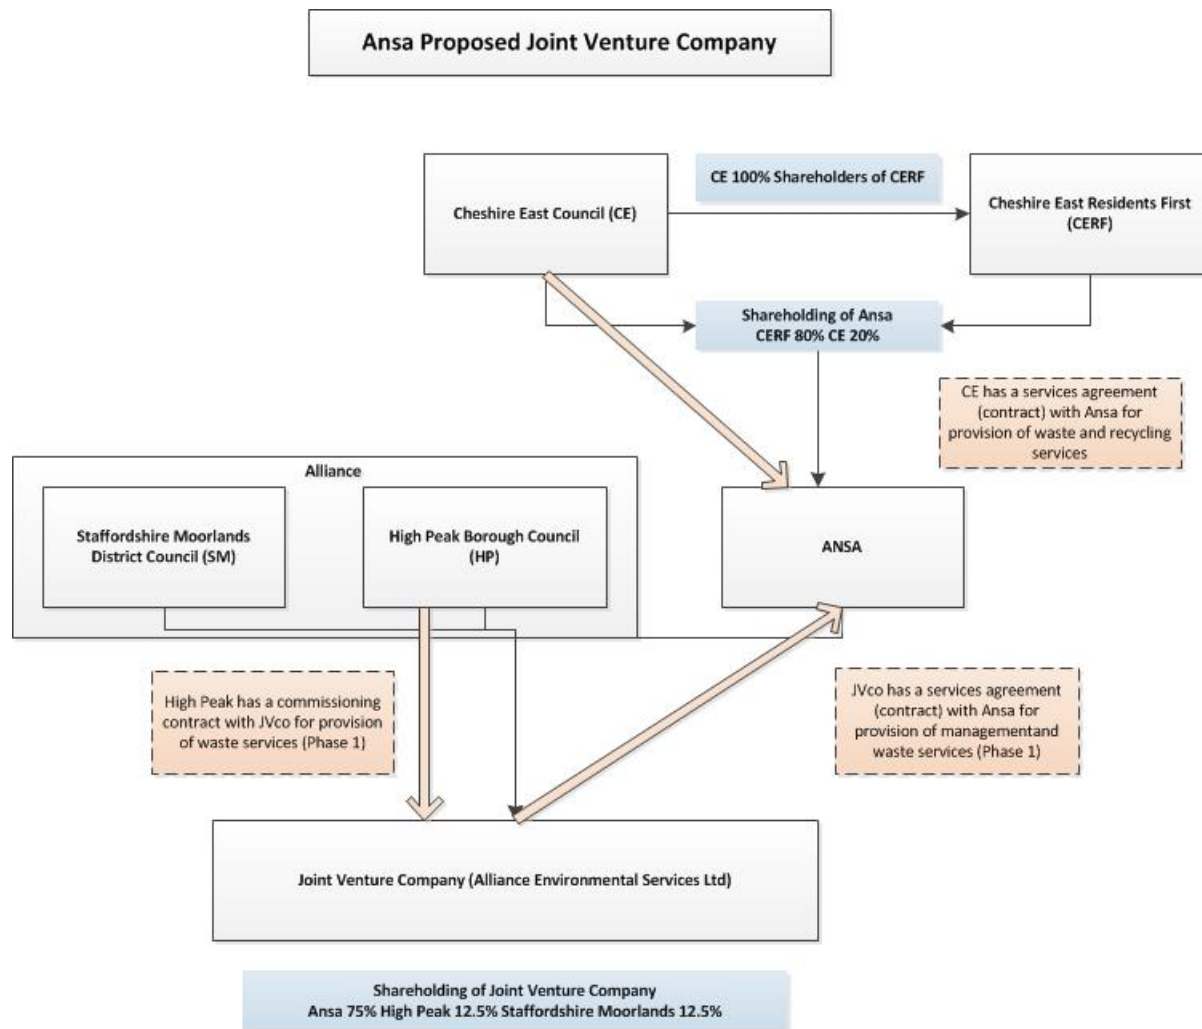 Ansa Proposed Joint Venture Company
CE 100% Shareholders of CERF
Cheshire East Council (CE)
Cheshire East Residents First
(CERF)
Shareholding of Ansa
CERF 80% CE 20%
CE has a services agreement
(contract) with Ansa for
provision of waste and recycling
services
Alliance
Staffordshire Moorlands
District Council (SM)
High Peak Borough Council
(HP)
ANSA
High Peak has a commissioning
contract with JVco for provision
of waste services (Phase 1)
JVco has a services agreement
(contract) with Ansa for
provision of managementand
waste services (Phase 1)
Joint Venture Company (Alliance Environmental Services Ltd)
Shareholding of Joint Venture Company
Ansa 75% High Peak 12.5% Staffordshire Moorlands 12.5%